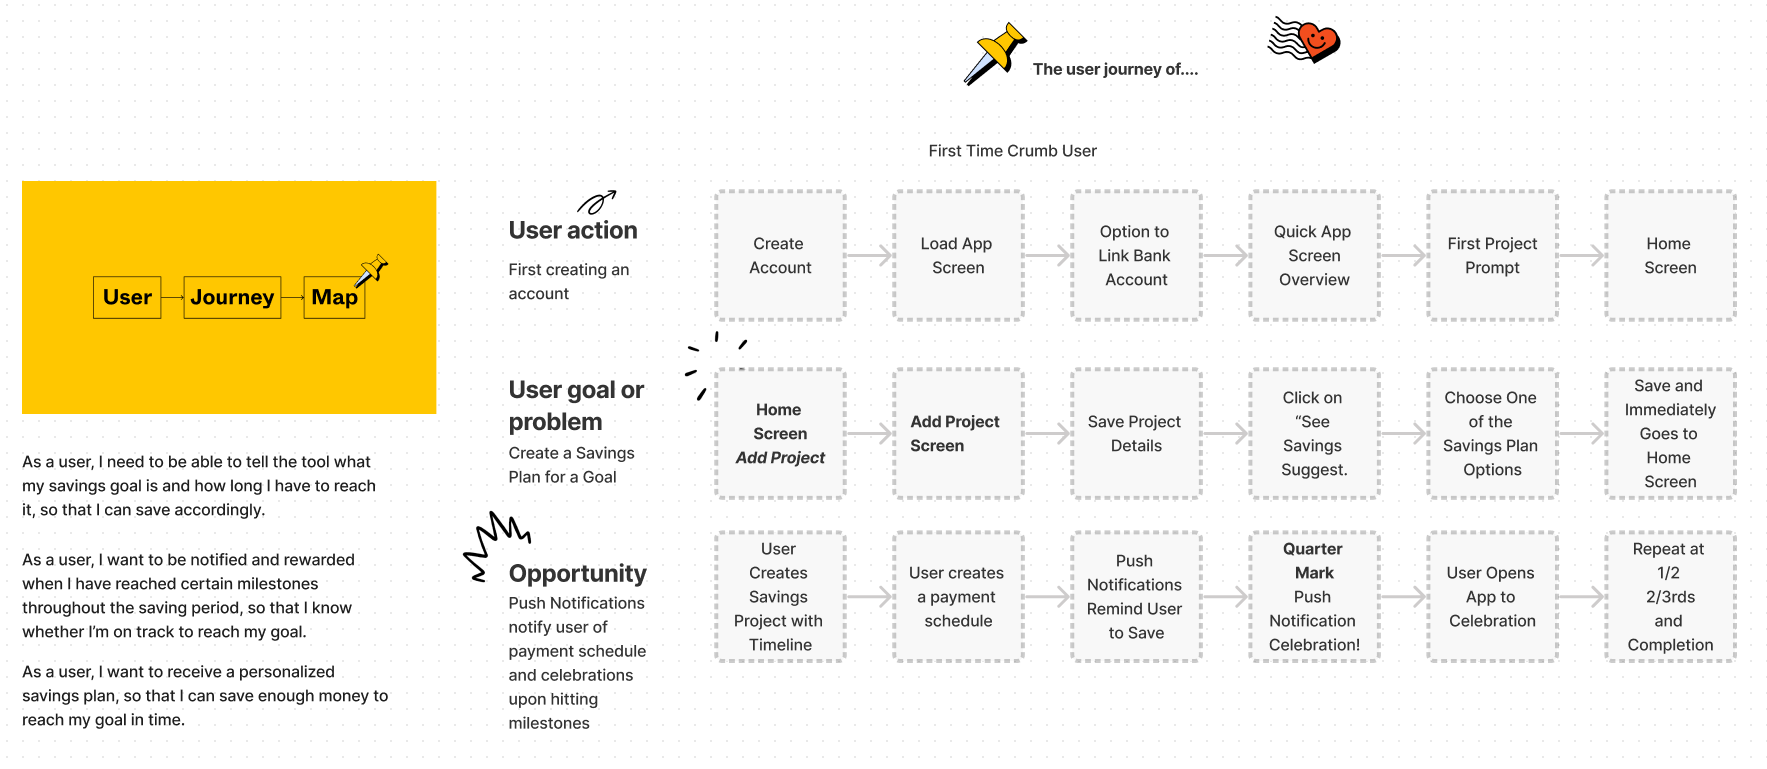 The user journey of....
First Time Crumb User
User
Journey
Map
As a user, I need to be able to tell the tool what
my savings goal is and how long I have to reach
it, so that I can save accordingly.
As a user, I want to be notified and rewarded
when I have reached certain milestones
throughout the saving period, so that I know
whether I'm on track to reach my goal.
As a user, I want to receive a personalized
savings plan, so that I can save enough money to
reach my goal in time.
User action
First creating an
account
Create
Account
Load App
Screen
Option to
Link Bank
Account
Quick App
Screen
Overview
First Project
Prompt
Home
Screen
User goal or
problem
Create a Savings
Plan for a Goal
Home
Screen
Add Project
Add Project
Screen
Save Project
Details
Click on
“See
Savings
Suggest.
Choose One
of the
Savings Plan
Options
Save and
Immediately
Goes to
Home
Screen
Opportunity
Push Notifications
notify user of
payment schedule
and celebrations
upon hitting
milestones
User
Creates
Savings
Project with
Timeline
User creates
a payment
schedule
Push
Notifications
Remind User
to Save
Quarter
Mark
Push
Notification
Celebration!
User Opens
App to
Celebration
Repeat at
1/2
2/3rds
and
Completion